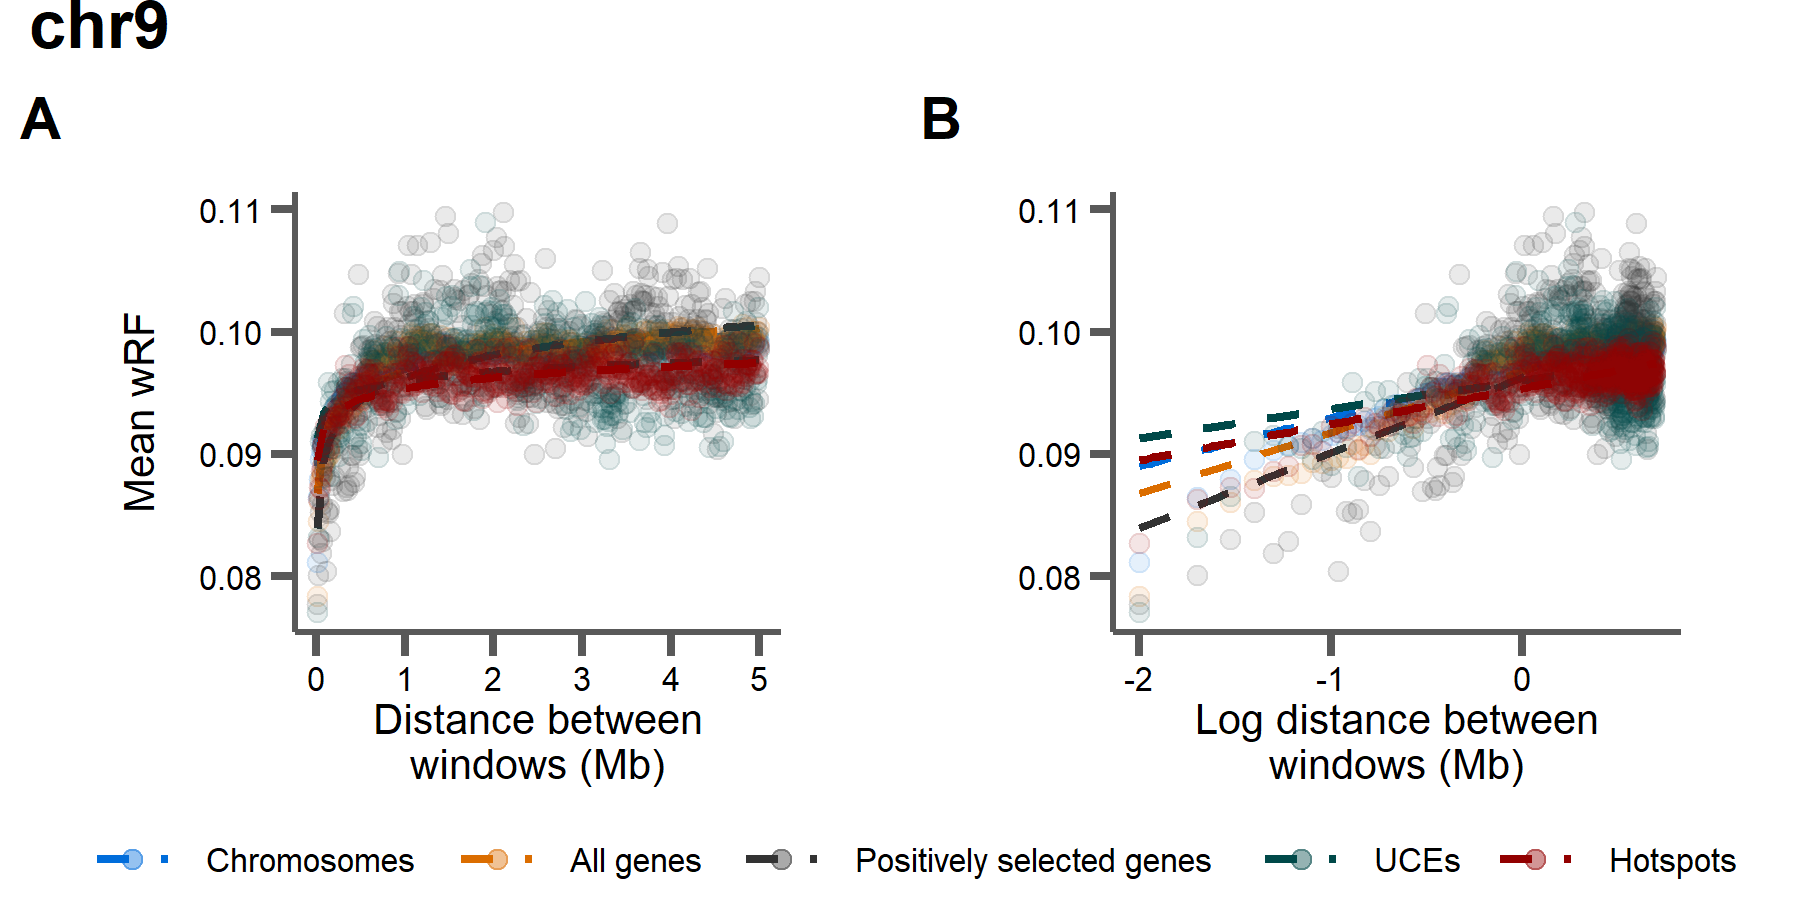 chr9
A
B
Mean wRF
0.11
0.10
0.09
0.08
0 1 2 3 4 5
Distance between
windows (Mb)
0.11
0.10
0.09
0.08
-2 -1 0
Log distance between
windows (Mb)
Chromosomes All genes Positively selected genes UCEs Hotspots